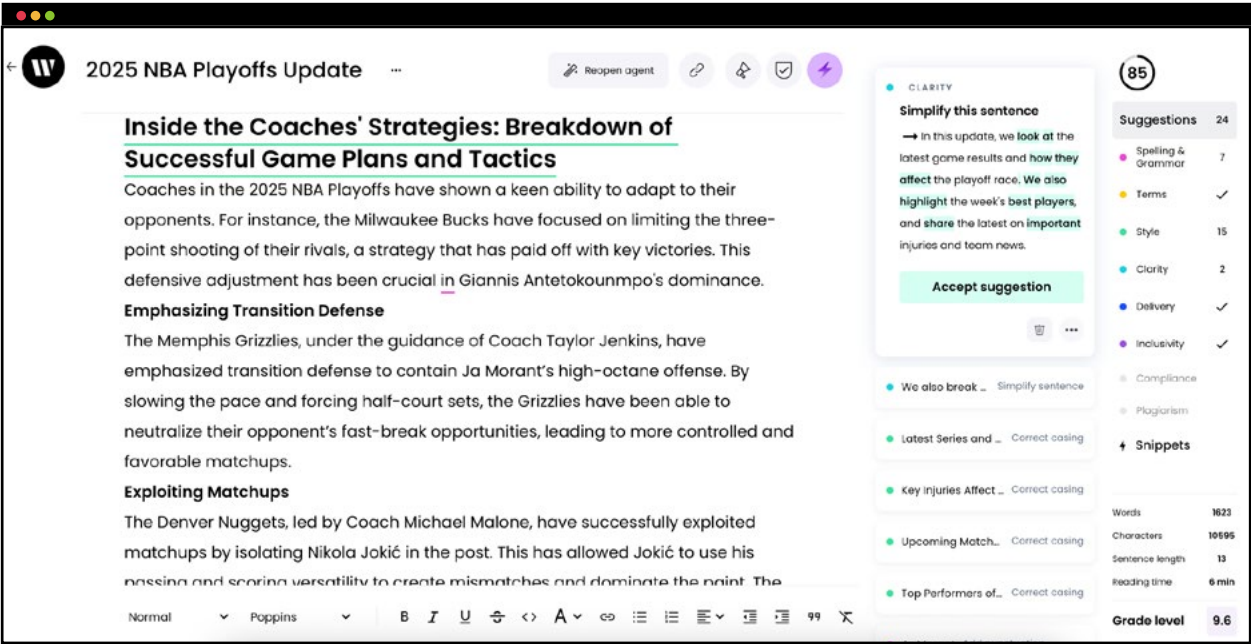 2025 NBA Playoffs Update
Reopen agent
Inside the Coaches' Strategies: Breakdown of
Successful Game Plans and Tactics
Coaches in the 2025 NBA Playoffs have shown a keen ability to adapt to their
opponents. For instance, the Milwaukee Bucks have focused on limiting the three-
point shooting of their rivals, a strategy that has paid off with key victories. This
defensive adjustment has been crucial in Giannis Antetokounmpo's dominance.
Emphasizing Transition Defense
The Memphis Grizzlies, under the guidance of Coach Taylor Jenkins, have
emphasized transition defense to contain Ja Morant's high-octane offense. By
slowing the pace and forcing half-court sets, the Grizzlies have been able to
neutralize their opponent's fast-break opportunities, leading to more controlled and
favorable matchups.
Exploiting Matchups
The Denver Nuggets, led by Coach Michael Malone, have successfully exploited
matchups by isolating Nikola Jokić in the post. This has allowed Jokić to use his
passing and scoring versatility to create mismatches and dominate the paint. The
Normal
Poppins
B I U S <> A
CLARITY
Simplify this sentence
→ In this update, we look at the
latest game results and how they
affect the playoff race. We also
highlight the week's best players,
and share the latest on important
injuries and team news.
Accept suggestion
We also break ... Simplify sentence
Latest Series and ... Correct casing
Key Injuries Affect ... Correct casing
Upcoming Match... Correct casing
Top Performers of... Correct casing
85
Suggestions 24
Spelling &
Grammar 7
Terms
Style 15
Clarity 2
Delivery
Inclusivity
Compliance
Plagiarism
Snippets
Words 1623
Characters 10595
Sentence length 13
Reading time 6 min
Grade level 9.6